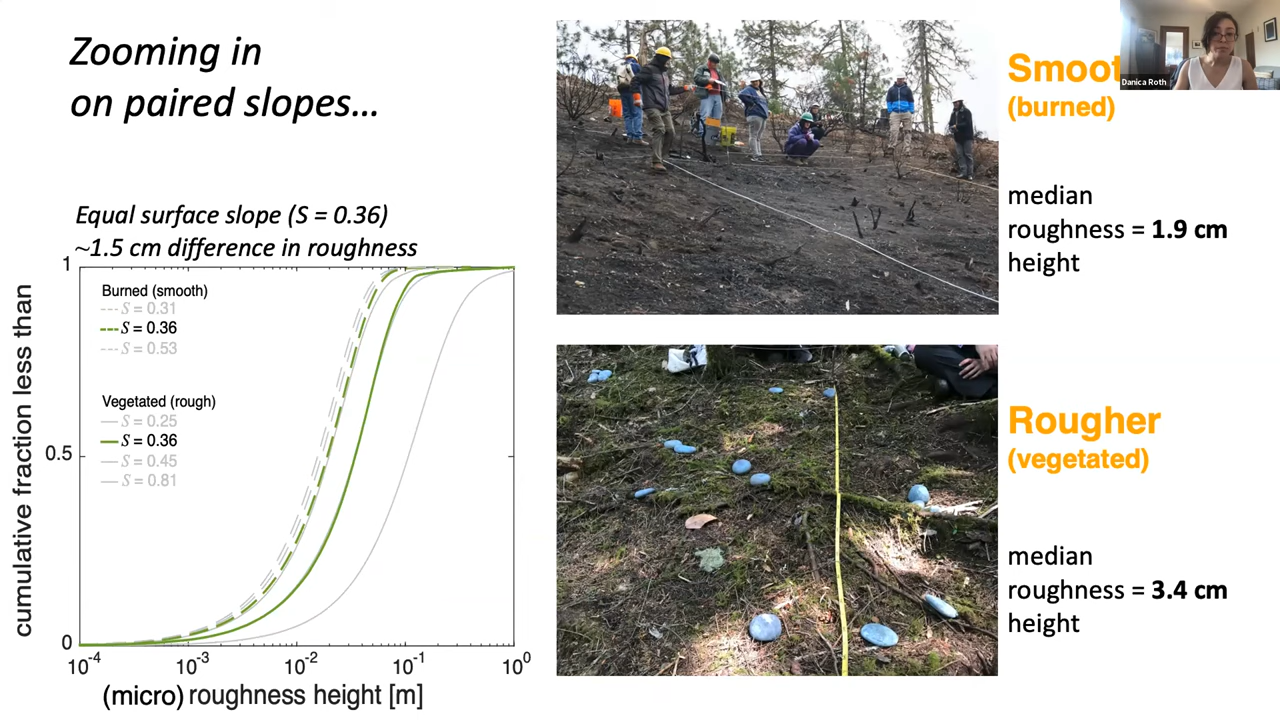 Zooming in
on paired slopes...
Equal surface slope (S = 0.36)
~1.5 cm difference in roughness
cumulative fraction less than
1
0.5
0
Burned (smooth)
S = 0.31
S = 0.36
S = 0.53
Vegetated (rough)
S = 0.25
S = 0.36
S = 0.45
S = 0.81
10⁻⁴
10⁻³
10⁻²
10⁻¹
10⁰
(micro) roughness height [m]
Danica Roth
(burned)
median
roughness = 1.9 cm
height
Rougher
(vegetated)
median
roughness = 3.4 cm
height